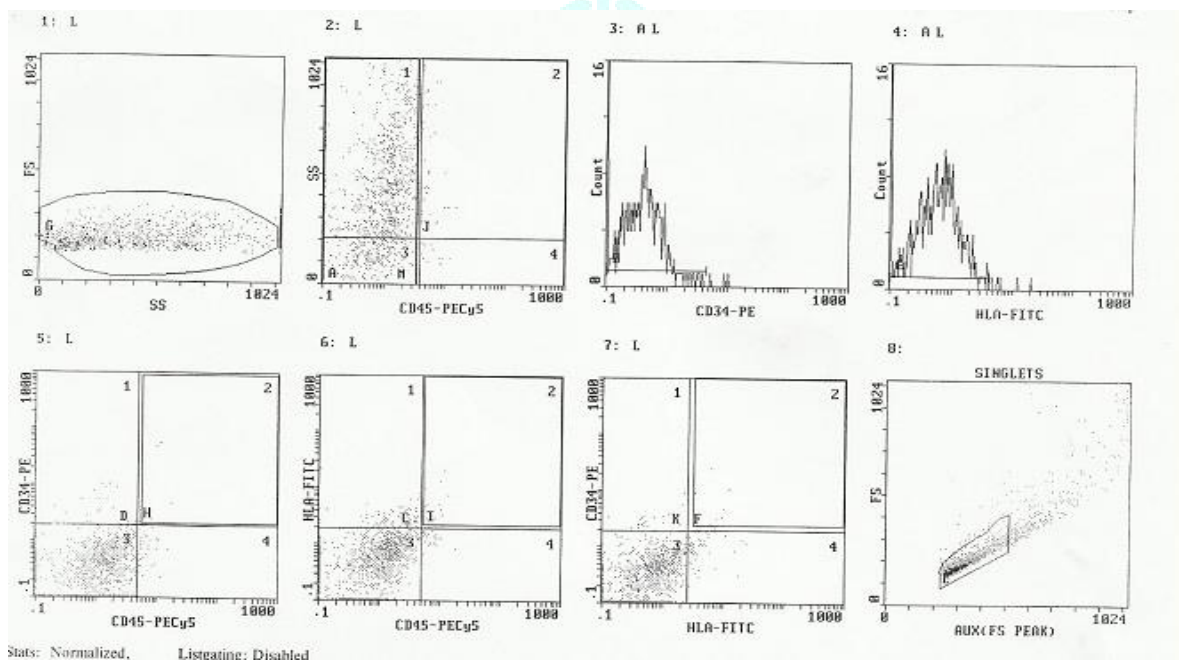 1: L
1024
FS
G
0
0
SS
1024
2: L
1024
SS
0
1
2
J
3
4
A
.1
1000
CD45-PECy5
3: A L
16
Count
0
.1
1000
CD34-PE
4: A L
16
Count
0
.1
1000
HLA-FITC
5: L
1000
CD34-PE
.1
1
2
D
H
3
4
.1
1000
CD45-PECy5
6: L
1000
HLA-FITC
.1
1
2
I
3
4
.1
1000
CD45-PECy5
7: L
1000
CD34-PE
.1
1
2
K
F
3
4
.1
1000
HLA-FITC
8:
SINGLETS
1024
FS
0
0
1024
AUX(FS PEAK)
Stats: Normalized, Listgating: Disabled